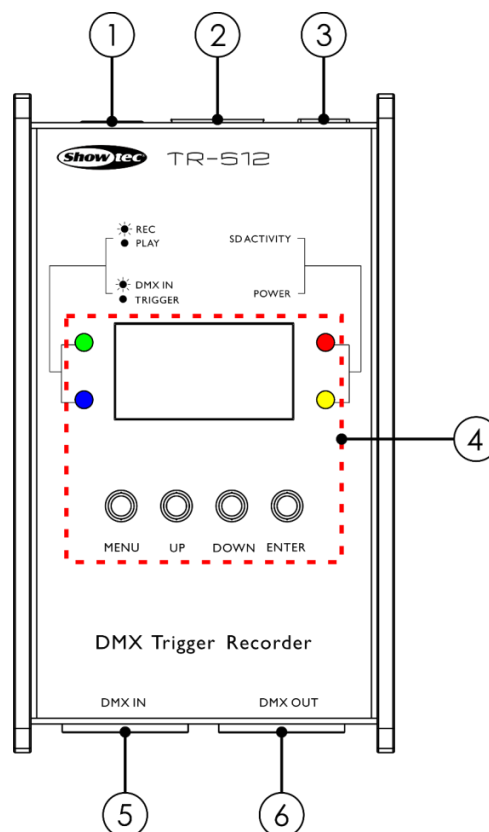 1 2 3
Showtec TR-512
REC
PLAY
SD ACTIVITY
DMX IN
TRIGGER
POWER
4
MENU UP DOWN ENTER
DMX Trigger Recorder
DMX IN DMX OUT
5 6